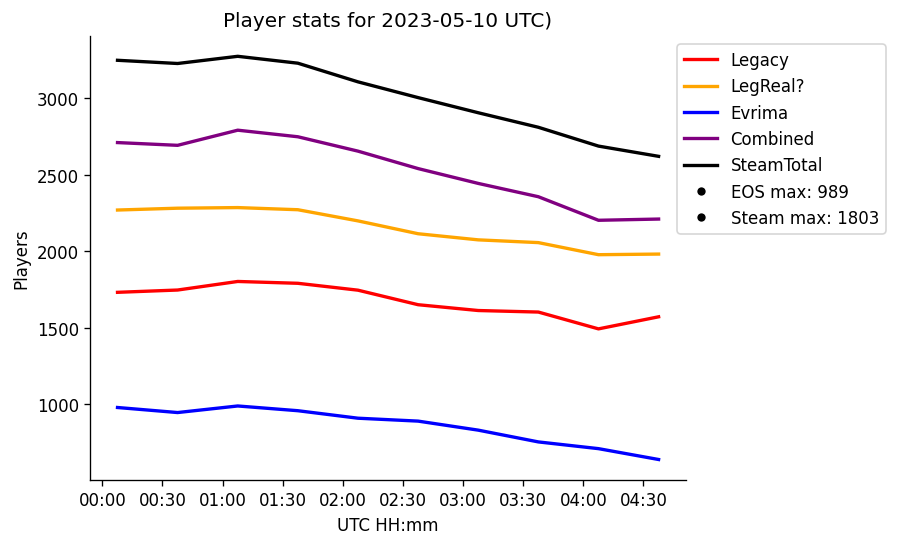 Player stats for 2023-05-10 UTC)
Legacy
LegReal?
Evrima
Combined
SteamTotal
EOS max: 989
Steam max: 1803
Players
3000
2500
2000
1500
1000
00:00 00:30 01:00 01:30 02:00 02:30 03:00 03:30 04:00 04:30
UTC HH:mm